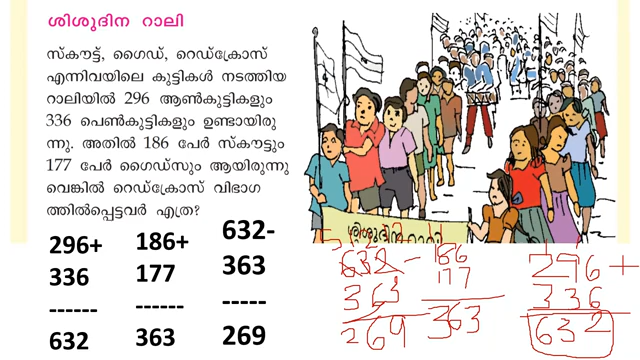 ശിശുദിന റാലി
സ്കൗട്ട്, ഗൈഡ്, റെഡ്ക്രോസ്
എന്നിവയിലെ കുട്ടികൾ നടത്തിയ
റാലിയിൽ 296 ആൺകുട്ടികളും
336 പെൺകുട്ടികളും ഉണ്ടായിരു
ന്നു. അതിൽ 186 പേർ സ്കൗട്ടും
177 പേർ ഗൈഡ്സും ആയിരുന്നു
വെങ്കിൽ റെഡ്ക്രോസ് വിഭാഗ
ത്തിൽപ്പെട്ടവർ എത്ര?
296+
336
------
632
186+
177
------
363
632-
363
-----
269
ശിശുദിനറാലി
632 -
363
269
186
177
363
296 +
336
632